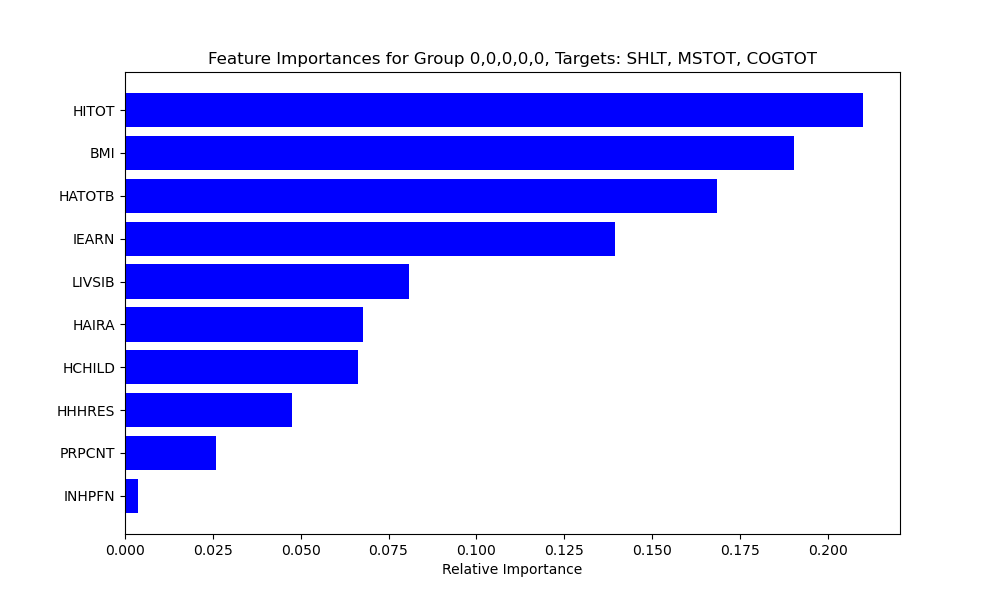 Feature Importances for Group 0,0,0,0,0, Targets: SHLT, MSTOT, COGTOT
HITOT
BMI
HATOTB
IEARN
LIVSIB
HAIRA
HCHILD
HHHRES
PRPCNT
INHPFN
0.000 0.025 0.050 0.075 0.100 0.125 0.150 0.175 0.200
Relative Importance